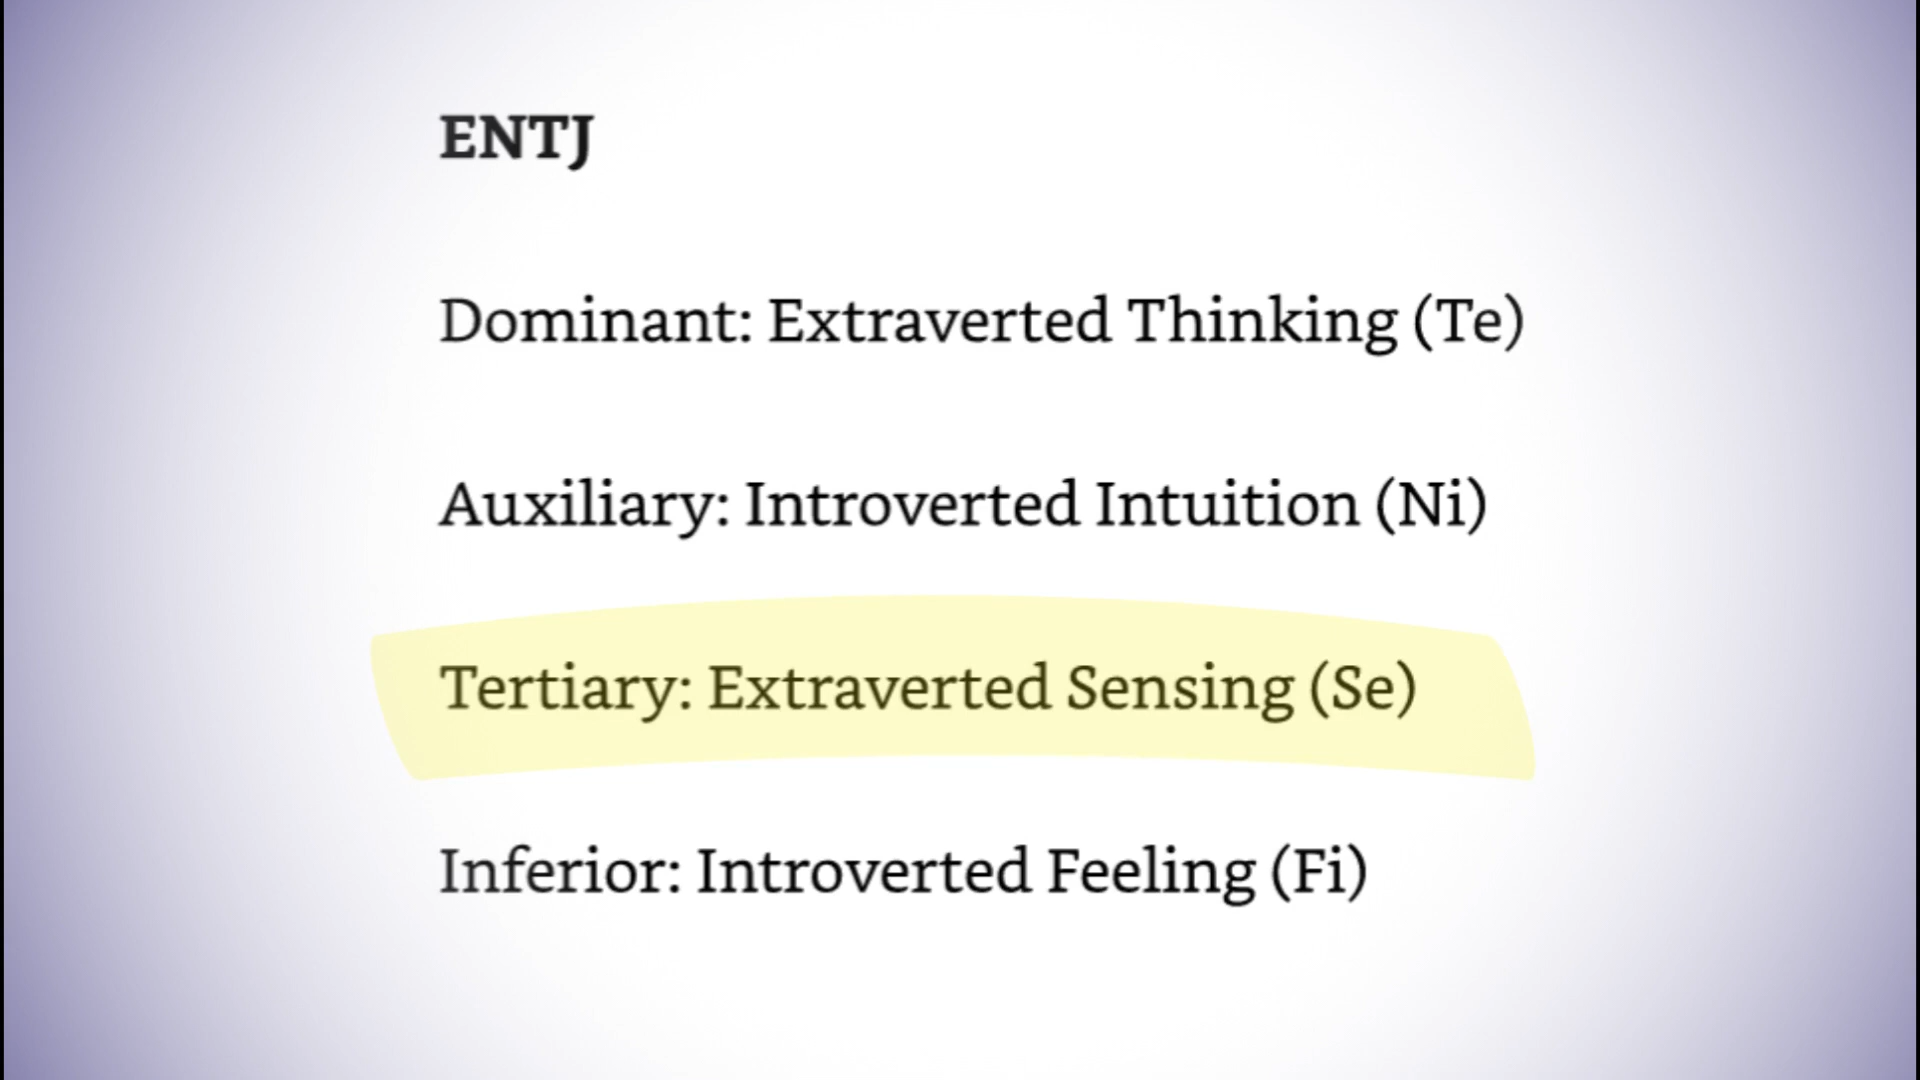 ENTJ
Dominant: Extraverted Thinking (Te)
Auxiliary: Introverted Intuition (Ni)
Tertiary: Extraverted Sensing (Se)
Inferior: Introverted Feeling (Fi)